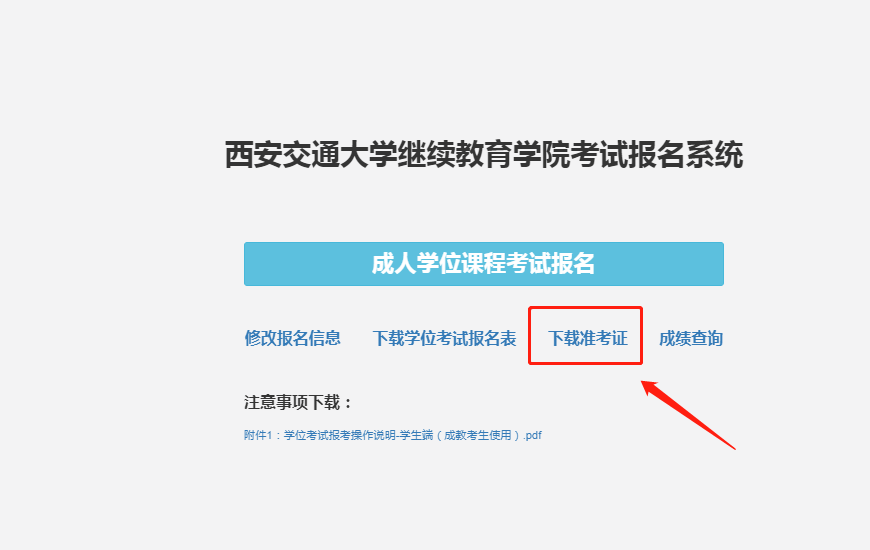 西安交通大学继续教育学院考试报名系统
成人学位课程考试报名
修改报名信息 下载学位考试报名表 下载准考证 成绩查询
注意事项下载：
附件1：学位考试报考操作说明-学生端（成教考生使用）.pdf